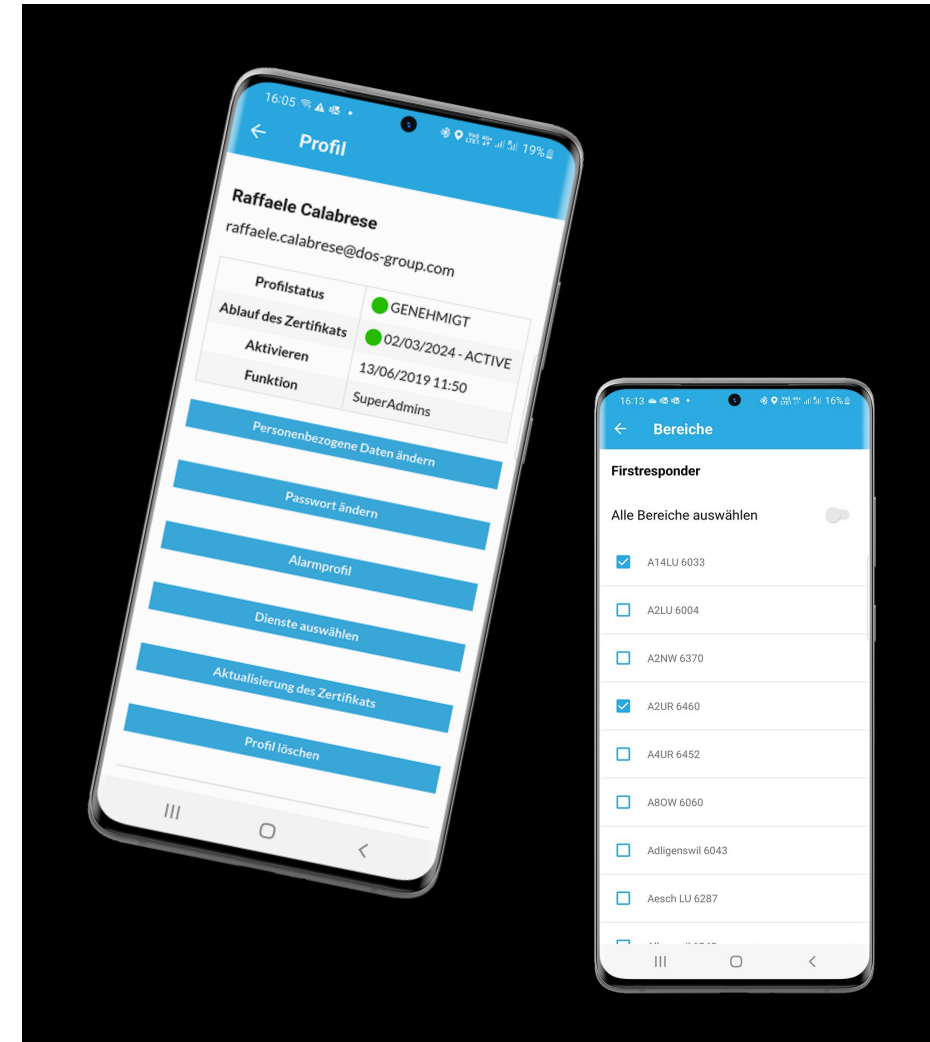 16:05
19%
Profil
Raffaele Calabrese
raffaele.calabrese@dos-group.com
Profilstatus GENEHMIGT
Ablauf des Zertifikats 02/03/2024 - ACTIVE
Aktivieren 13/06/2019 11:50
Funktion SuperAdmins
Personenbezogene Daten ändern
Passwort ändern
Alarmprofil
Dienste auswählen
Aktualisierung des Zertifikats
Profil löschen
16:13
16%
Bereiche
Firstresponder
Alle Bereiche auswählen
A14LU 6033
A2LU 6004
A2NW 6370
A2UR 6460
A4UR 6452
A8OW 6060
Adligenswil 6043
Aesch LU 6287